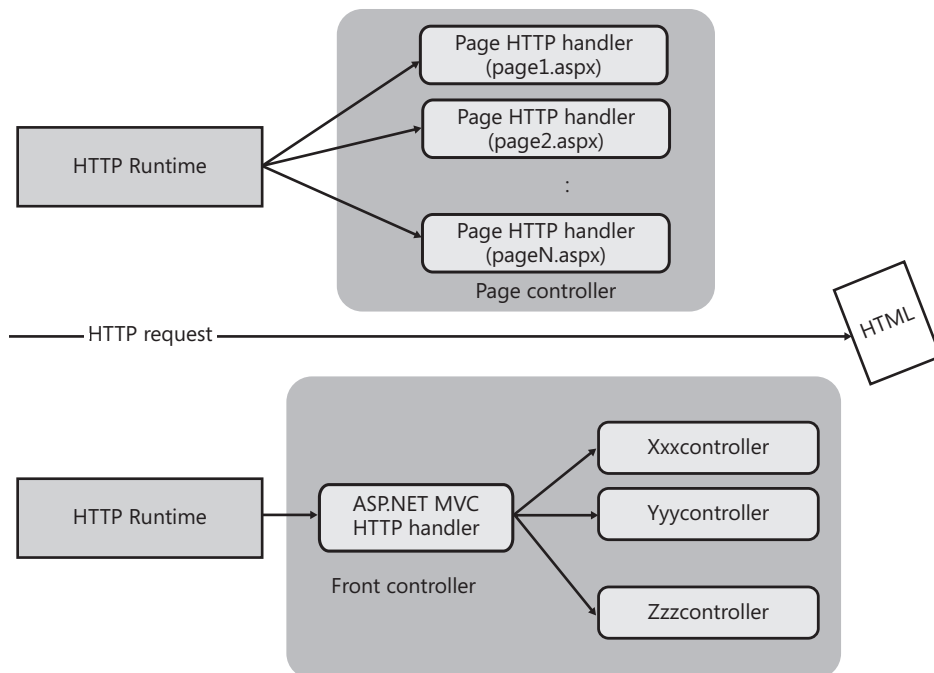 Page HTTP handler
(page1.aspx)
Page HTTP handler
(page2.aspx)
HTTP Runtime
:
Page HTTP handler
(pageN.aspx)
Page controller
HTTP request
HTML
Xxxcontroller
HTTP Runtime
ASP.NET MVC
HTTP handler
Yyycontroller
Front controller
Zzzcontroller